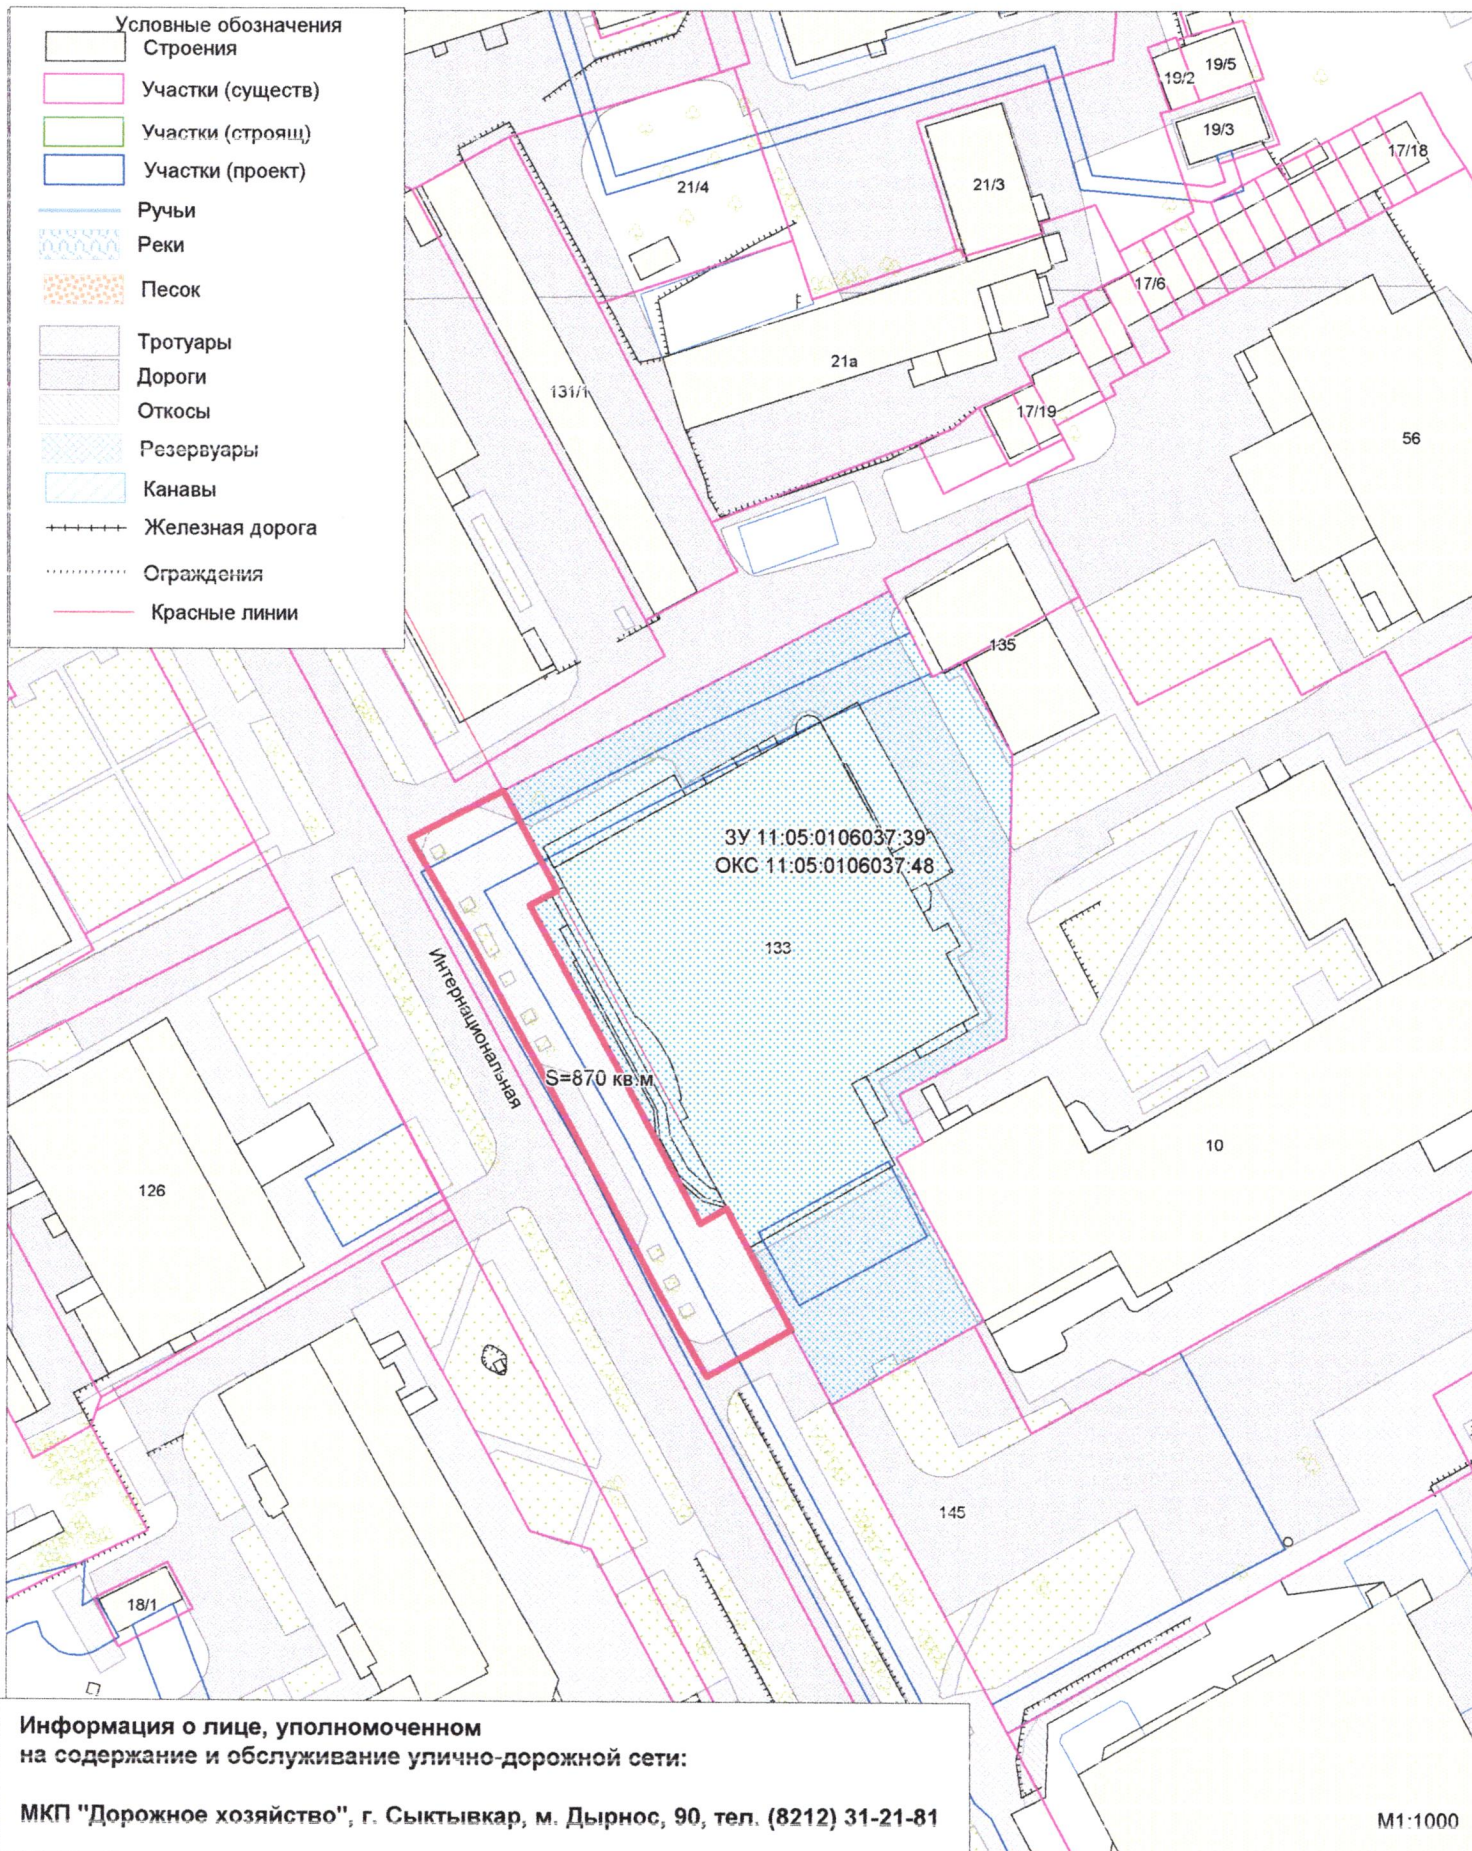 Условные обозначения
Строения
Участки (существ)
Участки (строящ)
Участки (проект)
Ручьи
Реки
Песок
Тротуары
Дороги
Откосы
Резервуары
Канавы
Железная дорога
Ограждения
Красные линии
19/2
19/5
19/3
17/18
21/4
21/3
17/6
21а
131/1
17/19
56
135
ЗУ 11:05:0106037:39
ОКС 11:05:0106037:48
133
Интернациональная
S=870 кв.м
126
10
145
18/1
Информация о лице, уполномоченном
на содержание и обслуживание улично-дорожной сети:
МКП "Дорожное хозяйство", г. Сыктывкар, м. Дырнос, 90, тел. (8212) 31-21-81
М1:1000